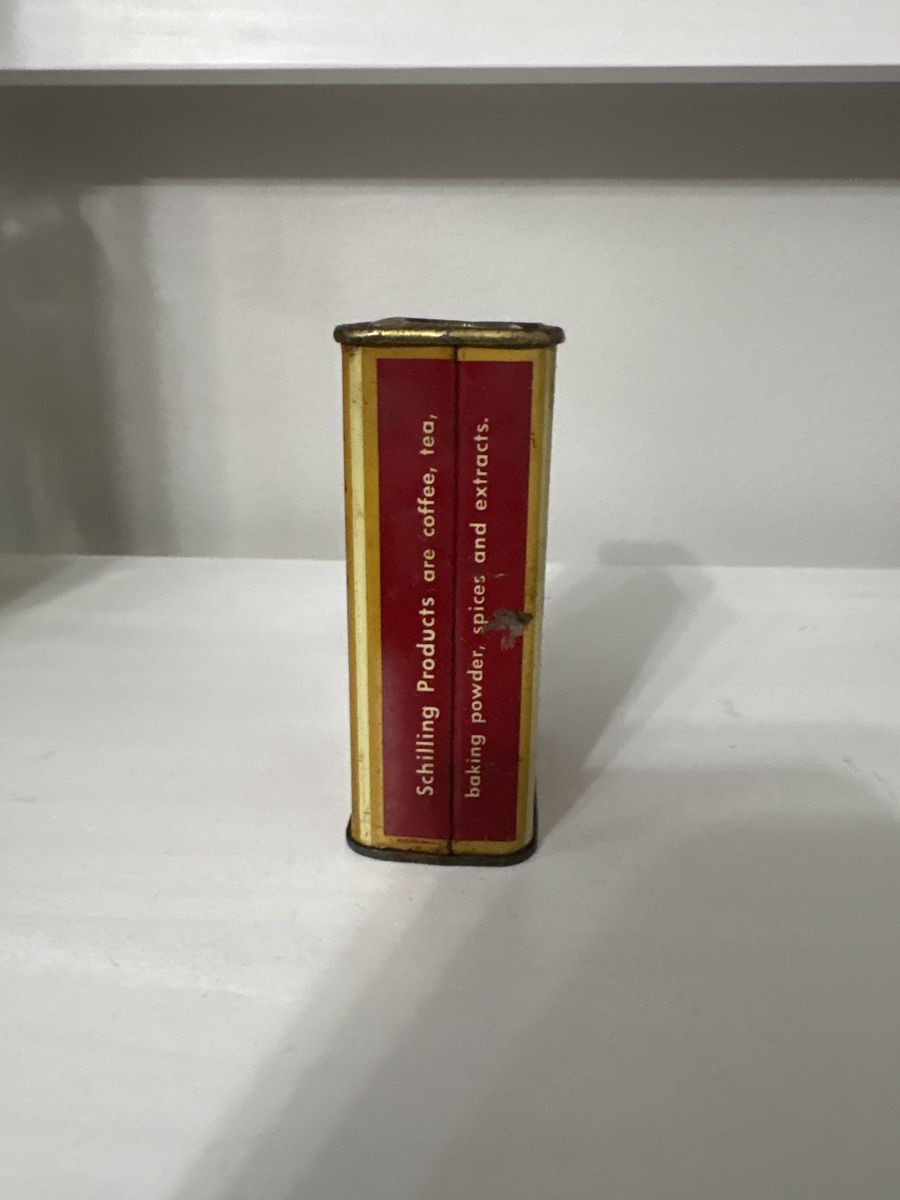 Schilling Products are coffee, tea,
baking powder, spices and extracts.